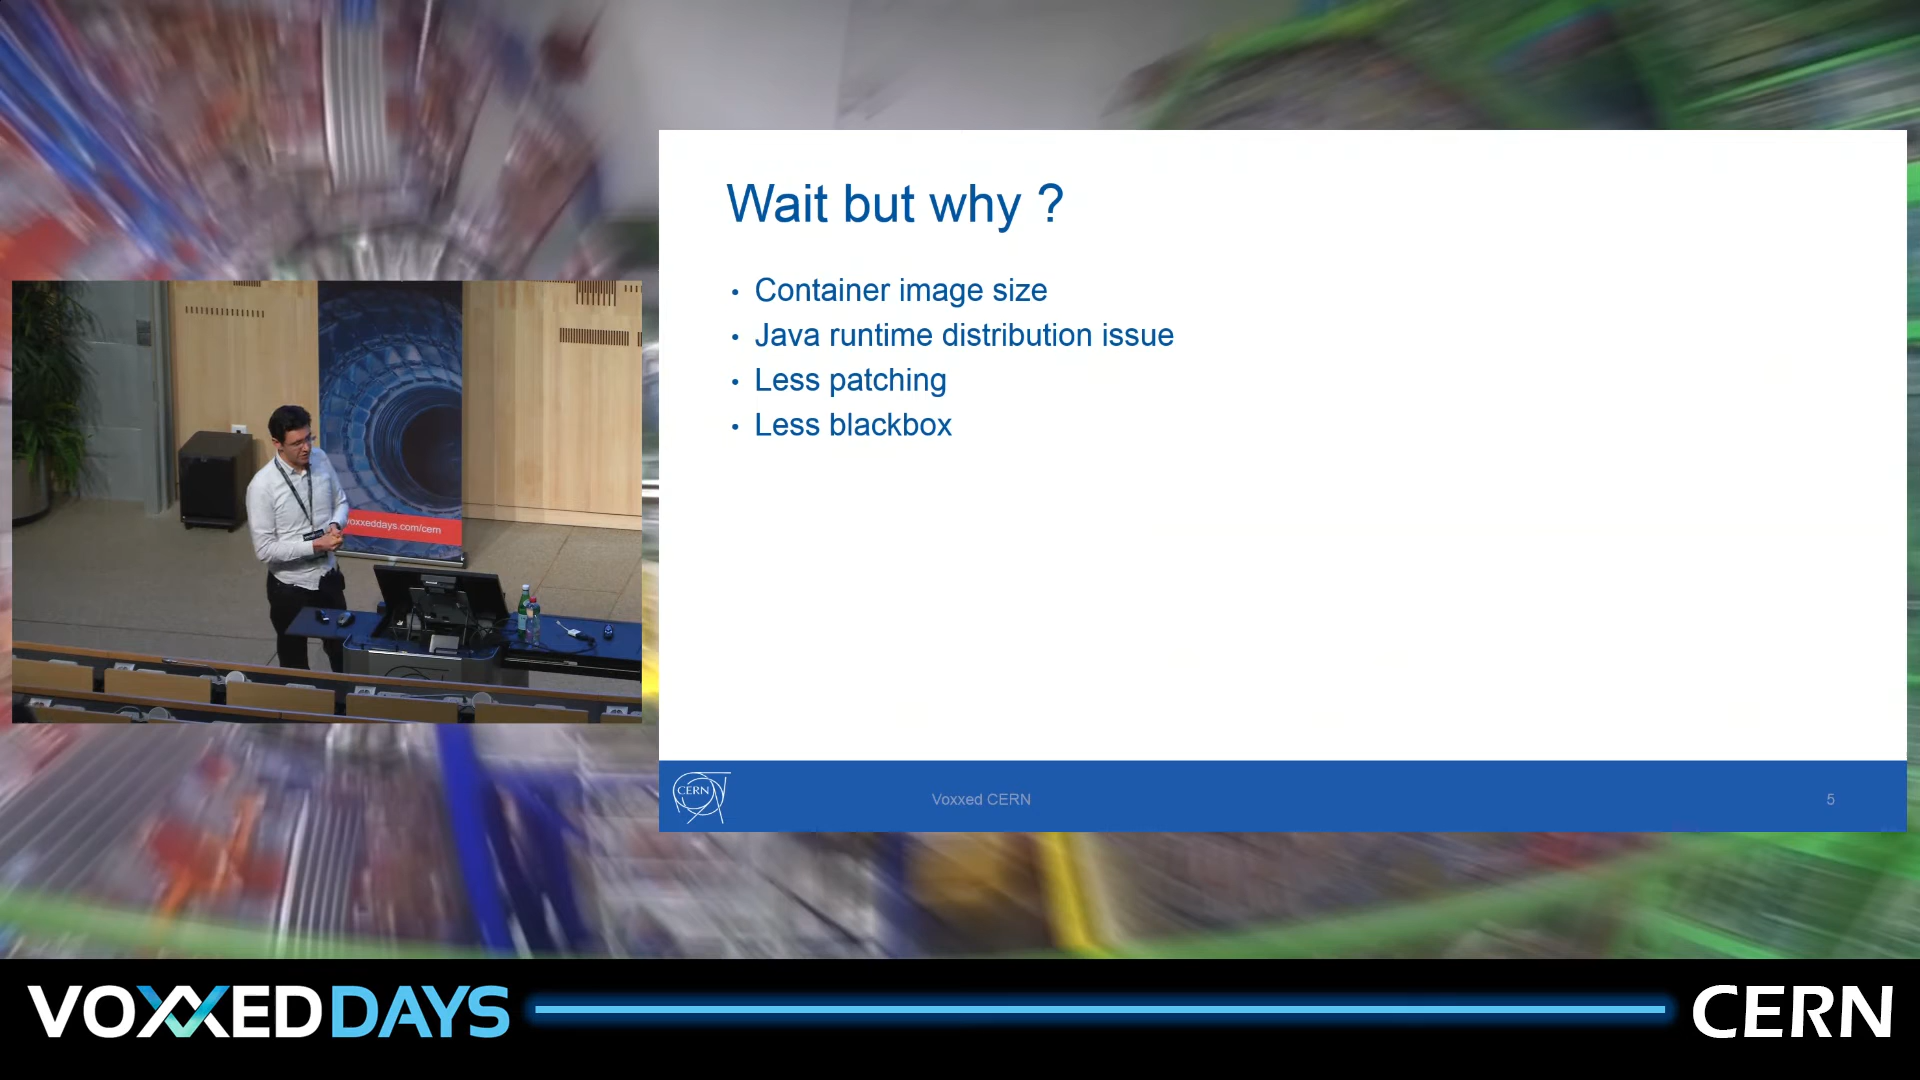 Wait but why ?
• Container image size
• Java runtime distribution issue
• Less patching
• Less blackbox
voxxeddays.com/cern
CERN
Voxxed CERN
5
VOXXEDDAYS
CERN